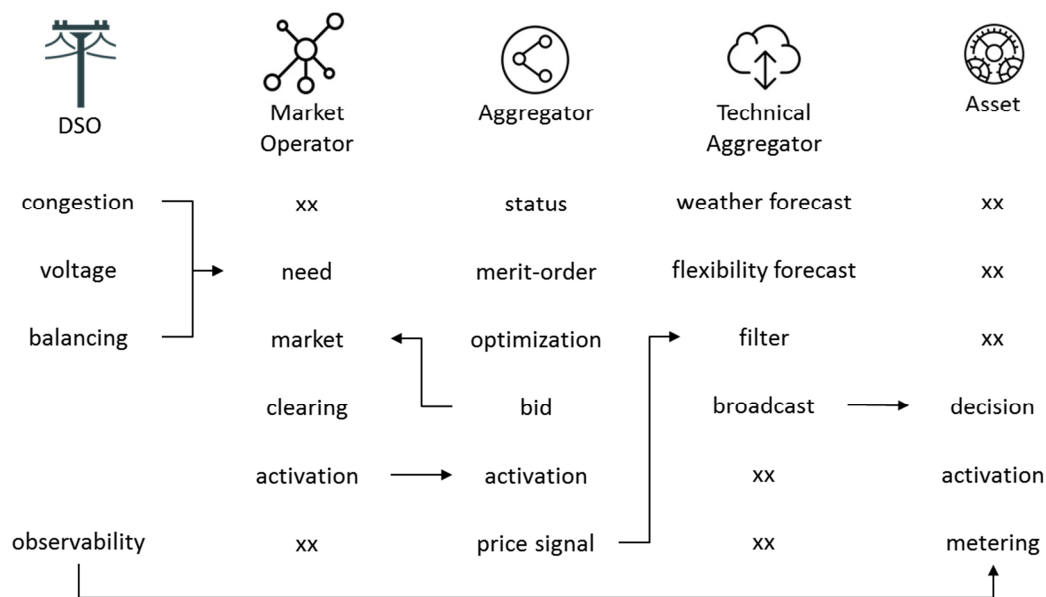 DSO
Market
Operator
Aggregator
Technical
Aggregator
Asset
congestion
xx
status
weather forecast
xx
voltage
need
merit-order
flexibility forecast
xx
balancing
market
optimization
filter
xx
clearing
bid
broadcast
decision
activation
activation
xx
activation
observability
xx
price signal
xx
metering